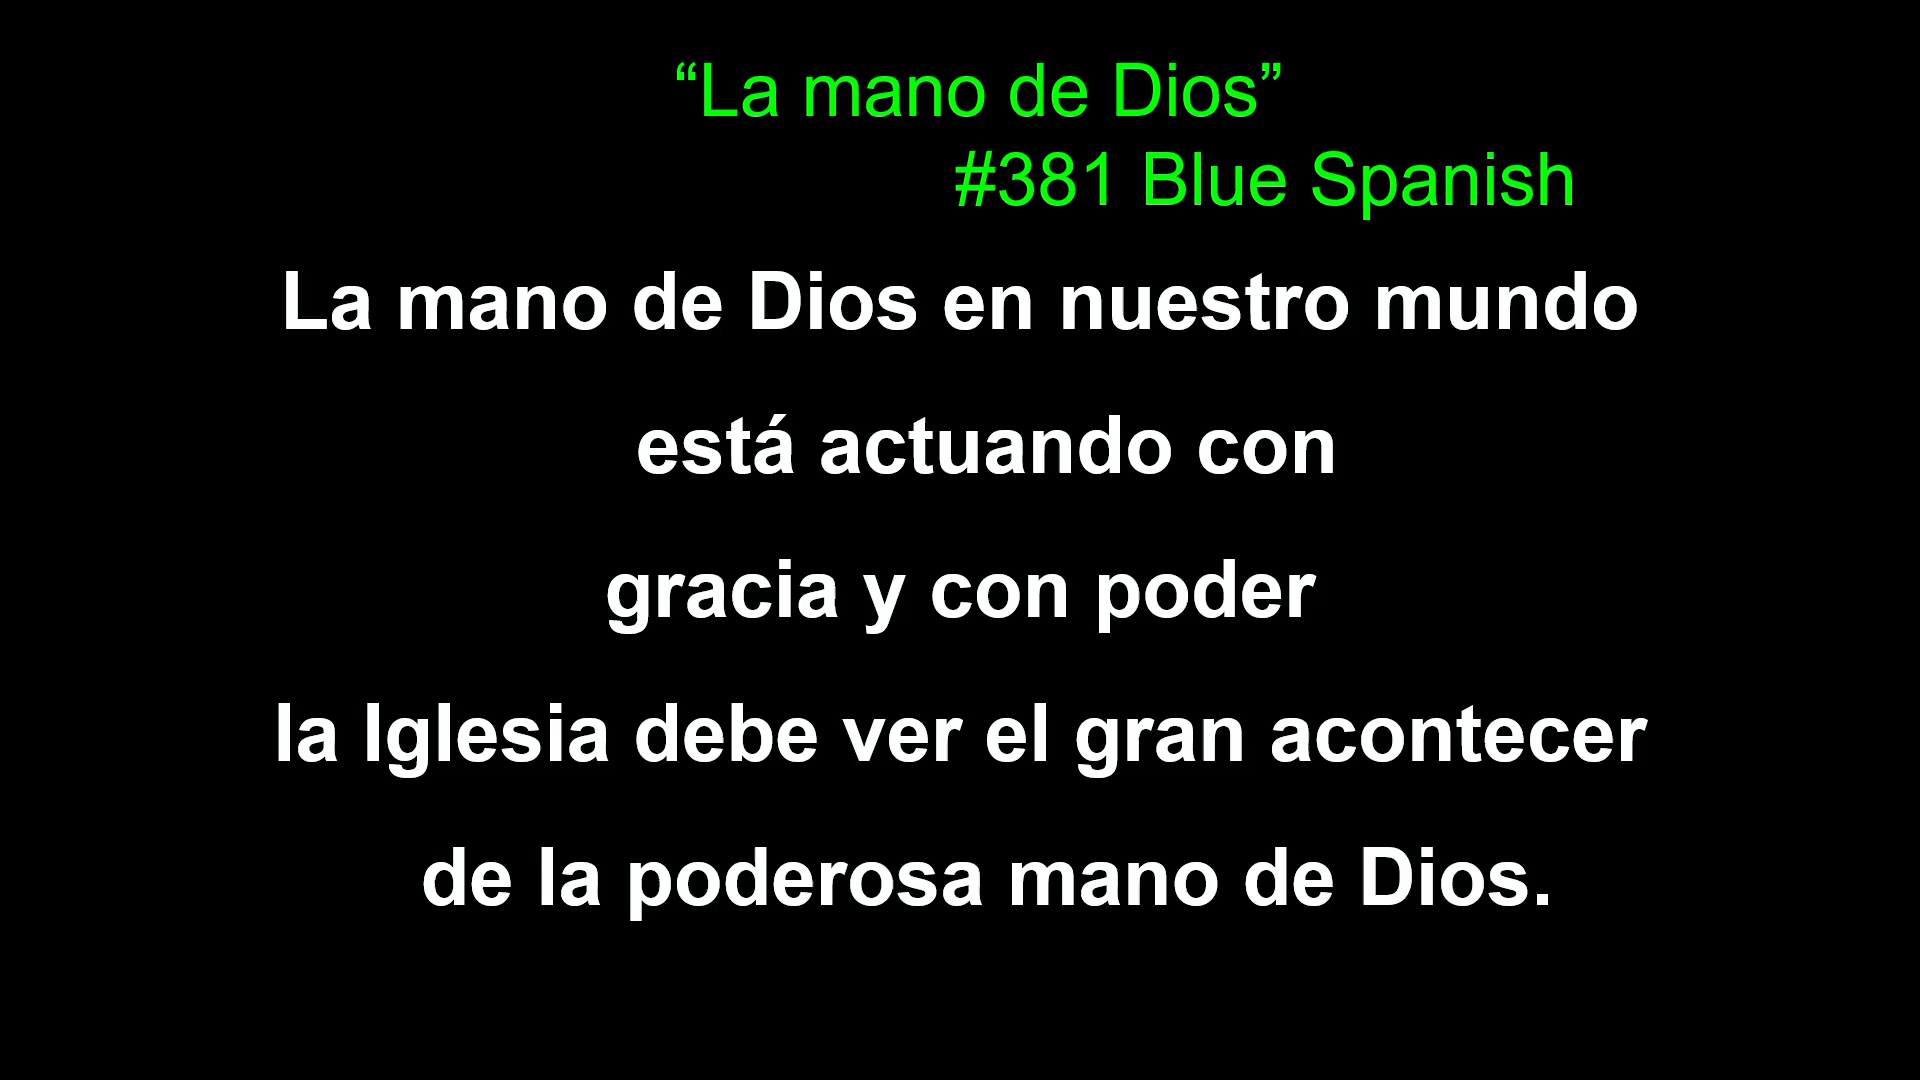 “La mano de Dios”
#381 Blue Spanish
La mano de Dios en nuestro mundo
está actuando con
gracia y con poder
la Iglesia debe ver el gran acontecer
de la poderosa mano de Dios.